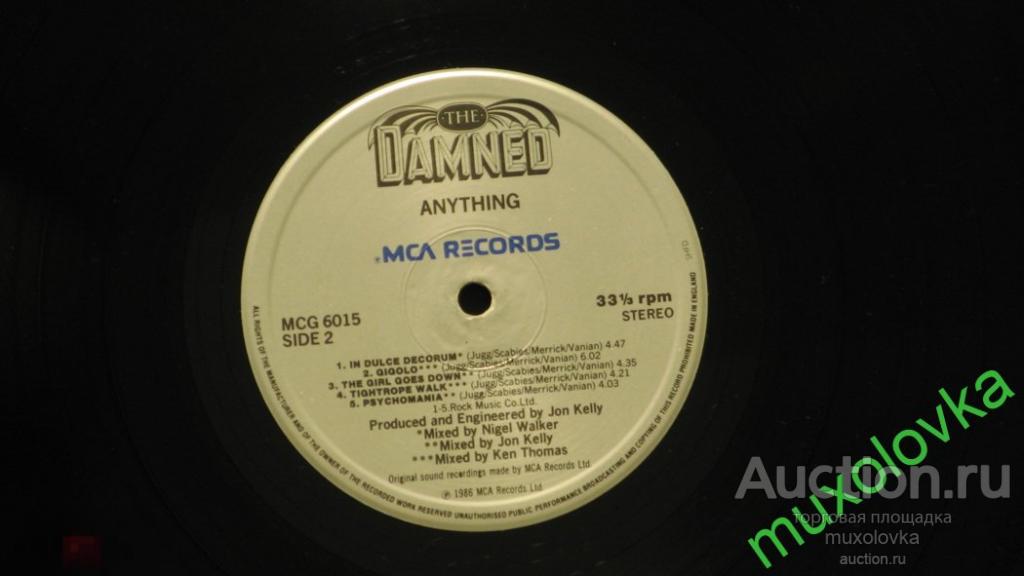 THE
DAMNED
ANYTHING
MCA RECORDS
MCG 6015
SIDE 2
33⅓ rpm
STEREO
1. IN DULCE DECORUM* (Jugg/Scabies/Merrick/Vanian) 4.47
2. GIGOLO*** (Jugg/Scabies/Merrick/Vanian) 6.02
3. THE GIRL GOES DOWN** (Jugg/Scabies/Merrick/Vanian) 4.35
4. TIGHTROPE WALK*** (Jugg/Scabies/Merrick/Vanian) 4.21
5. PSYCHOMANIA** (Jugg/Scabies/Merrick/Vanian) 4.03
1-5. Rock Music Co. Ltd.
Produced and Engineered by Jon Kelly
*Mixed by Nigel Walker
**Mixed by Jon Kelly
***Mixed by Ken Thomas
Original sound recordings made by MCA Records Ltd
℗ 1986 MCA Records Ltd
ALL RIGHTS OF THE MANUFACTURER AND OF THE OWNER OF THE RECORDED WORK RESERVED UNAUTHORISED PUBLIC PERFORMANCE BROADCASTING AND COPYING OF THIS RECORD PROHIBITED MADE IN ENGLAND
muxolovka
Auction.ru
торговая площадка
muxolovka
auction.ru